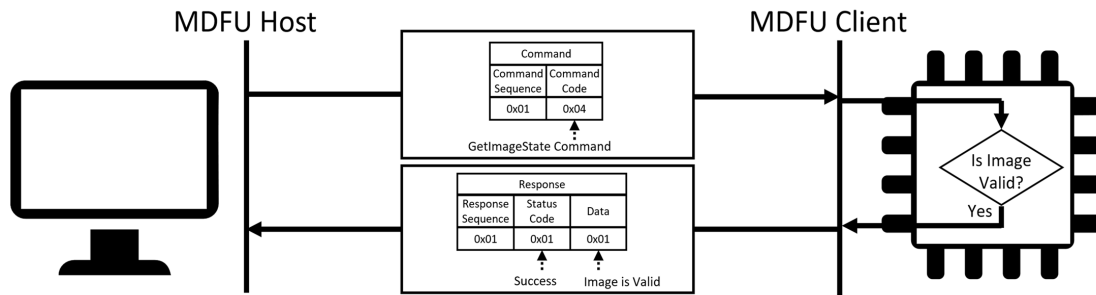 MDFU Host
MDFU Client
Command
Command Command
Sequence Code
0x01 0x04
GetImageState Command
Is Image
Valid?
Yes
Response
Response Status Data
Sequence Code
0x01 0x01 0x01
Success Image is Valid